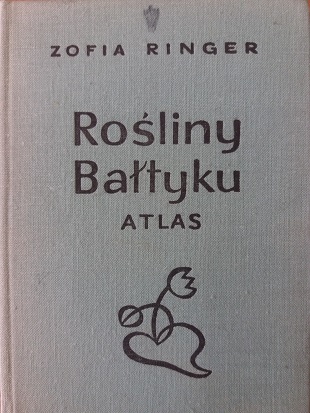 ZOFIA RINGER
Rośliny
Bałtyku
ATLAS